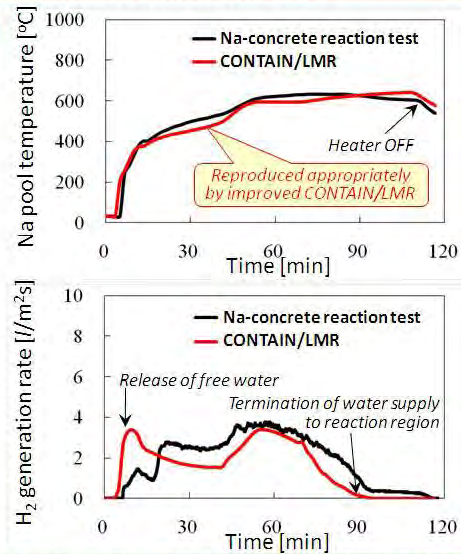 Na pool temperature [°C]
1000
800
600
400
200
0
Na-concrete reaction test
CONTAIN/LMR
Heater OFF
Reproduced appropriately
by improved CONTAIN/LMR
0 30 60 90 120
Time [min]
H2 generation rate [l/m²s]
10
8
6
4
2
0
Na-concrete reaction test
CONTAIN/LMR
Release of free water
Termination of water supply
to reaction region
0 30 60 90 120
Time [min]